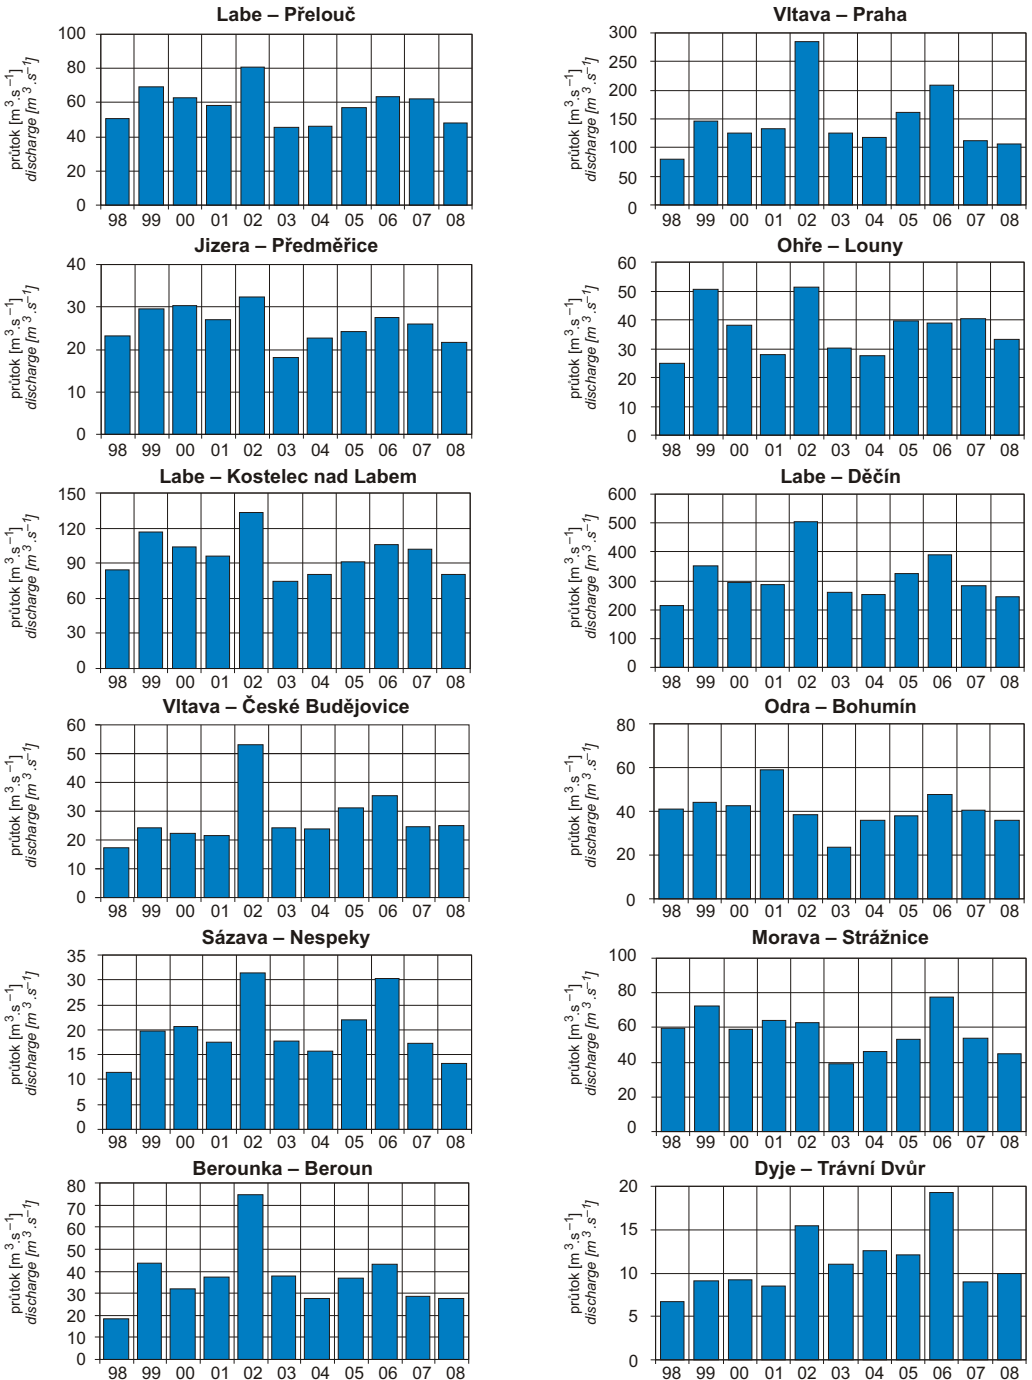 Labe – Přelouč
průtok [m³.s⁻¹]
discharge [m³.s⁻¹]
100
80
60
40
20
0
98 99 00 01 02 03 04 05 06 07 08
Vltava – Praha
průtok [m³.s⁻¹]
discharge [m³.s⁻¹]
300
250
200
150
100
50
0
98 99 00 01 02 03 04 05 06 07 08
Jizera – Předměřice
průtok [m³.s⁻¹]
discharge [m³.s⁻¹]
40
30
20
10
0
98 99 00 01 02 03 04 05 06 07 08
Ohře – Louny
průtok [m³.s⁻¹]
discharge [m³.s⁻¹]
60
50
40
30
20
10
0
98 99 00 01 02 03 04 05 06 07 08
Labe – Kostelec nad Labem
průtok [m³.s⁻¹]
discharge [m³.s⁻¹]
150
120
90
60
30
0
98 99 00 01 02 03 04 05 06 07 08
Labe – Děčín
průtok [m³.s⁻¹]
discharge [m³.s⁻¹]
600
500
400
300
200
100
0
98 99 00 01 02 03 04 05 06 07 08
Vltava – České Budějovice
průtok [m³.s⁻¹]
discharge [m³.s⁻¹]
60
50
40
30
20
10
0
98 99 00 01 02 03 04 05 06 07 08
Odra – Bohumín
průtok [m³.s⁻¹]
discharge [m³.s⁻¹]
80
60
40
20
0
98 99 00 01 02 03 04 05 06 07 08
Sázava – Nespeky
průtok [m³.s⁻¹]
discharge [m³.s⁻¹]
35
30
25
20
15
10
5
0
98 99 00 01 02 03 04 05 06 07 08
Morava – Strážnice
průtok [m³.s⁻¹]
discharge [m³.s⁻¹]
100
80
60
40
20
0
98 99 00 01 02 03 04 05 06 07 08
Berounka – Beroun
průtok [m³.s⁻¹]
discharge [m³.s⁻¹]
80
70
60
50
40
30
20
10
0
98 99 00 01 02 03 04 05 06 07 08
Dyje – Trávní Dvůr
průtok [m³.s⁻¹]
discharge [m³.s⁻¹]
20
15
10
5
0
98 99 00 01 02 03 04 05 06 07 08